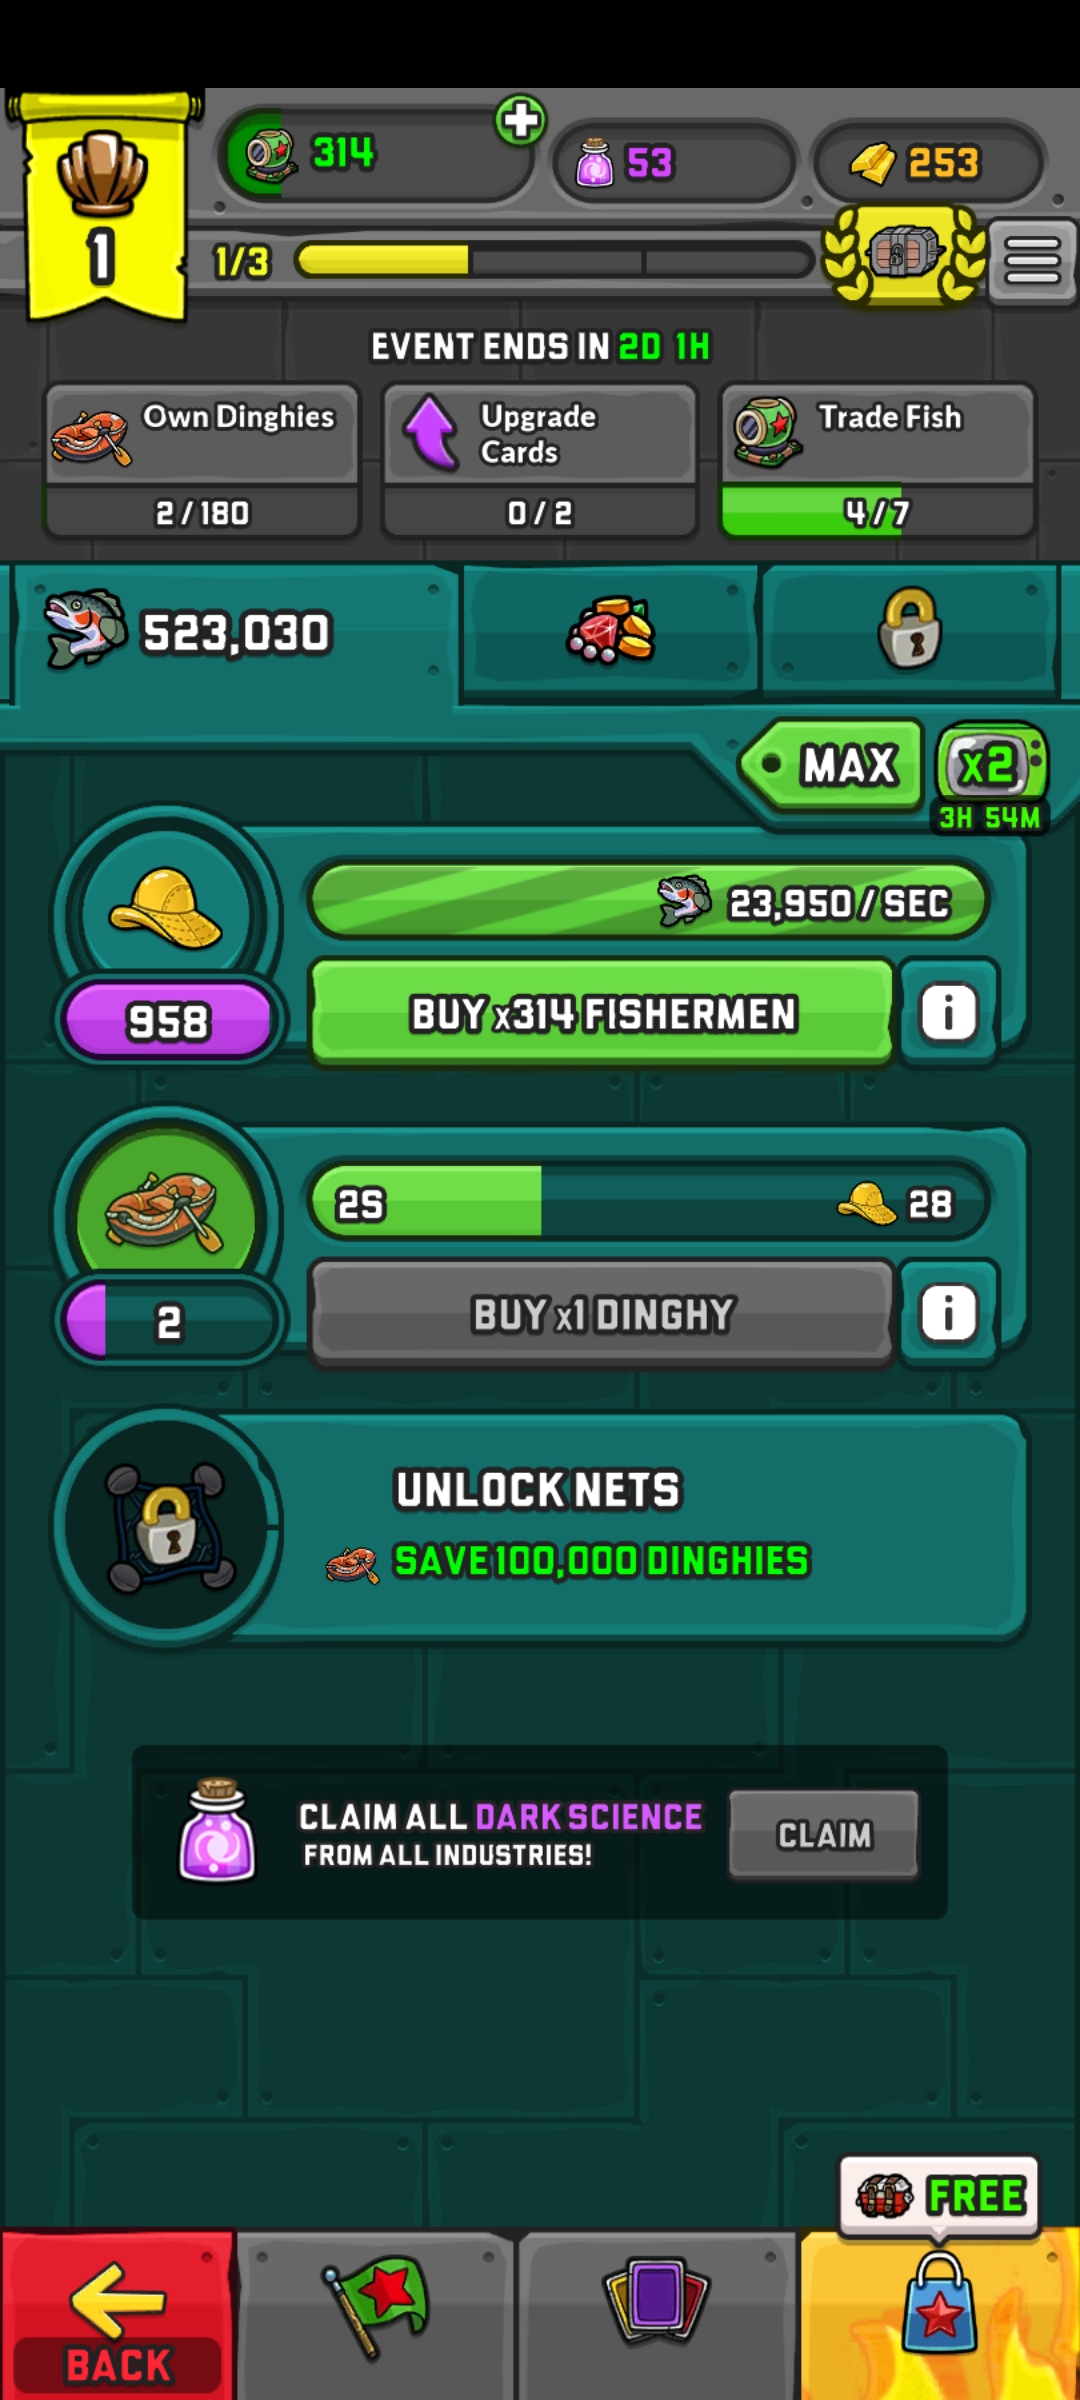 314
53
253
1
1/3
EVENT ENDS IN 2D 1H
Own Dinghies
2 / 180
Upgrade
Cards
0 / 2
Trade Fish
4 / 7
523,030
MAX
x2
3H 54M
23,950 / SEC
958
BUY x314 FISHERMEN
i
2S
28
2
BUY x1 DINGHY
i
UNLOCK NETS
SAVE 100,000 DINGHIES
CLAIM ALL DARK SCIENCE
FROM ALL INDUSTRIES!
CLAIM
FREE
BACK